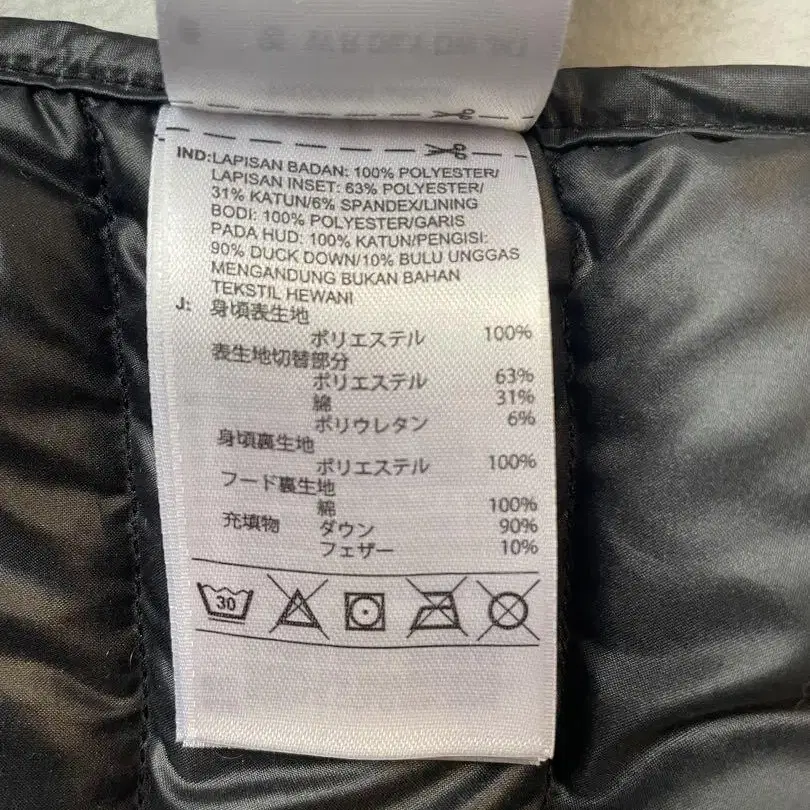 IND:LAPISAN BADAN: 100% POLYESTER/
LAPISAN INSET: 63% POLYESTER/
31% KATUN/6% SPANDEX/LINING
BODI: 100% POLYESTER/GARIS
PADA HUD: 100% KATUN/PENGISI:
90% DUCK DOWN/10% BULU UNGGAS
MENGANDUNG BUKAN BAHAN
TEKSTIL HEWANI
J: 身頃表生地
ポリエステル 100%
表生地切替部分
ポリエステル 63%
綿 31%
ポリウレタン 6%
身頃裏生地
ポリエステル 100%
フード裏生地
綿 100%
充填物 ダウン 90%
フェザー 10%
30